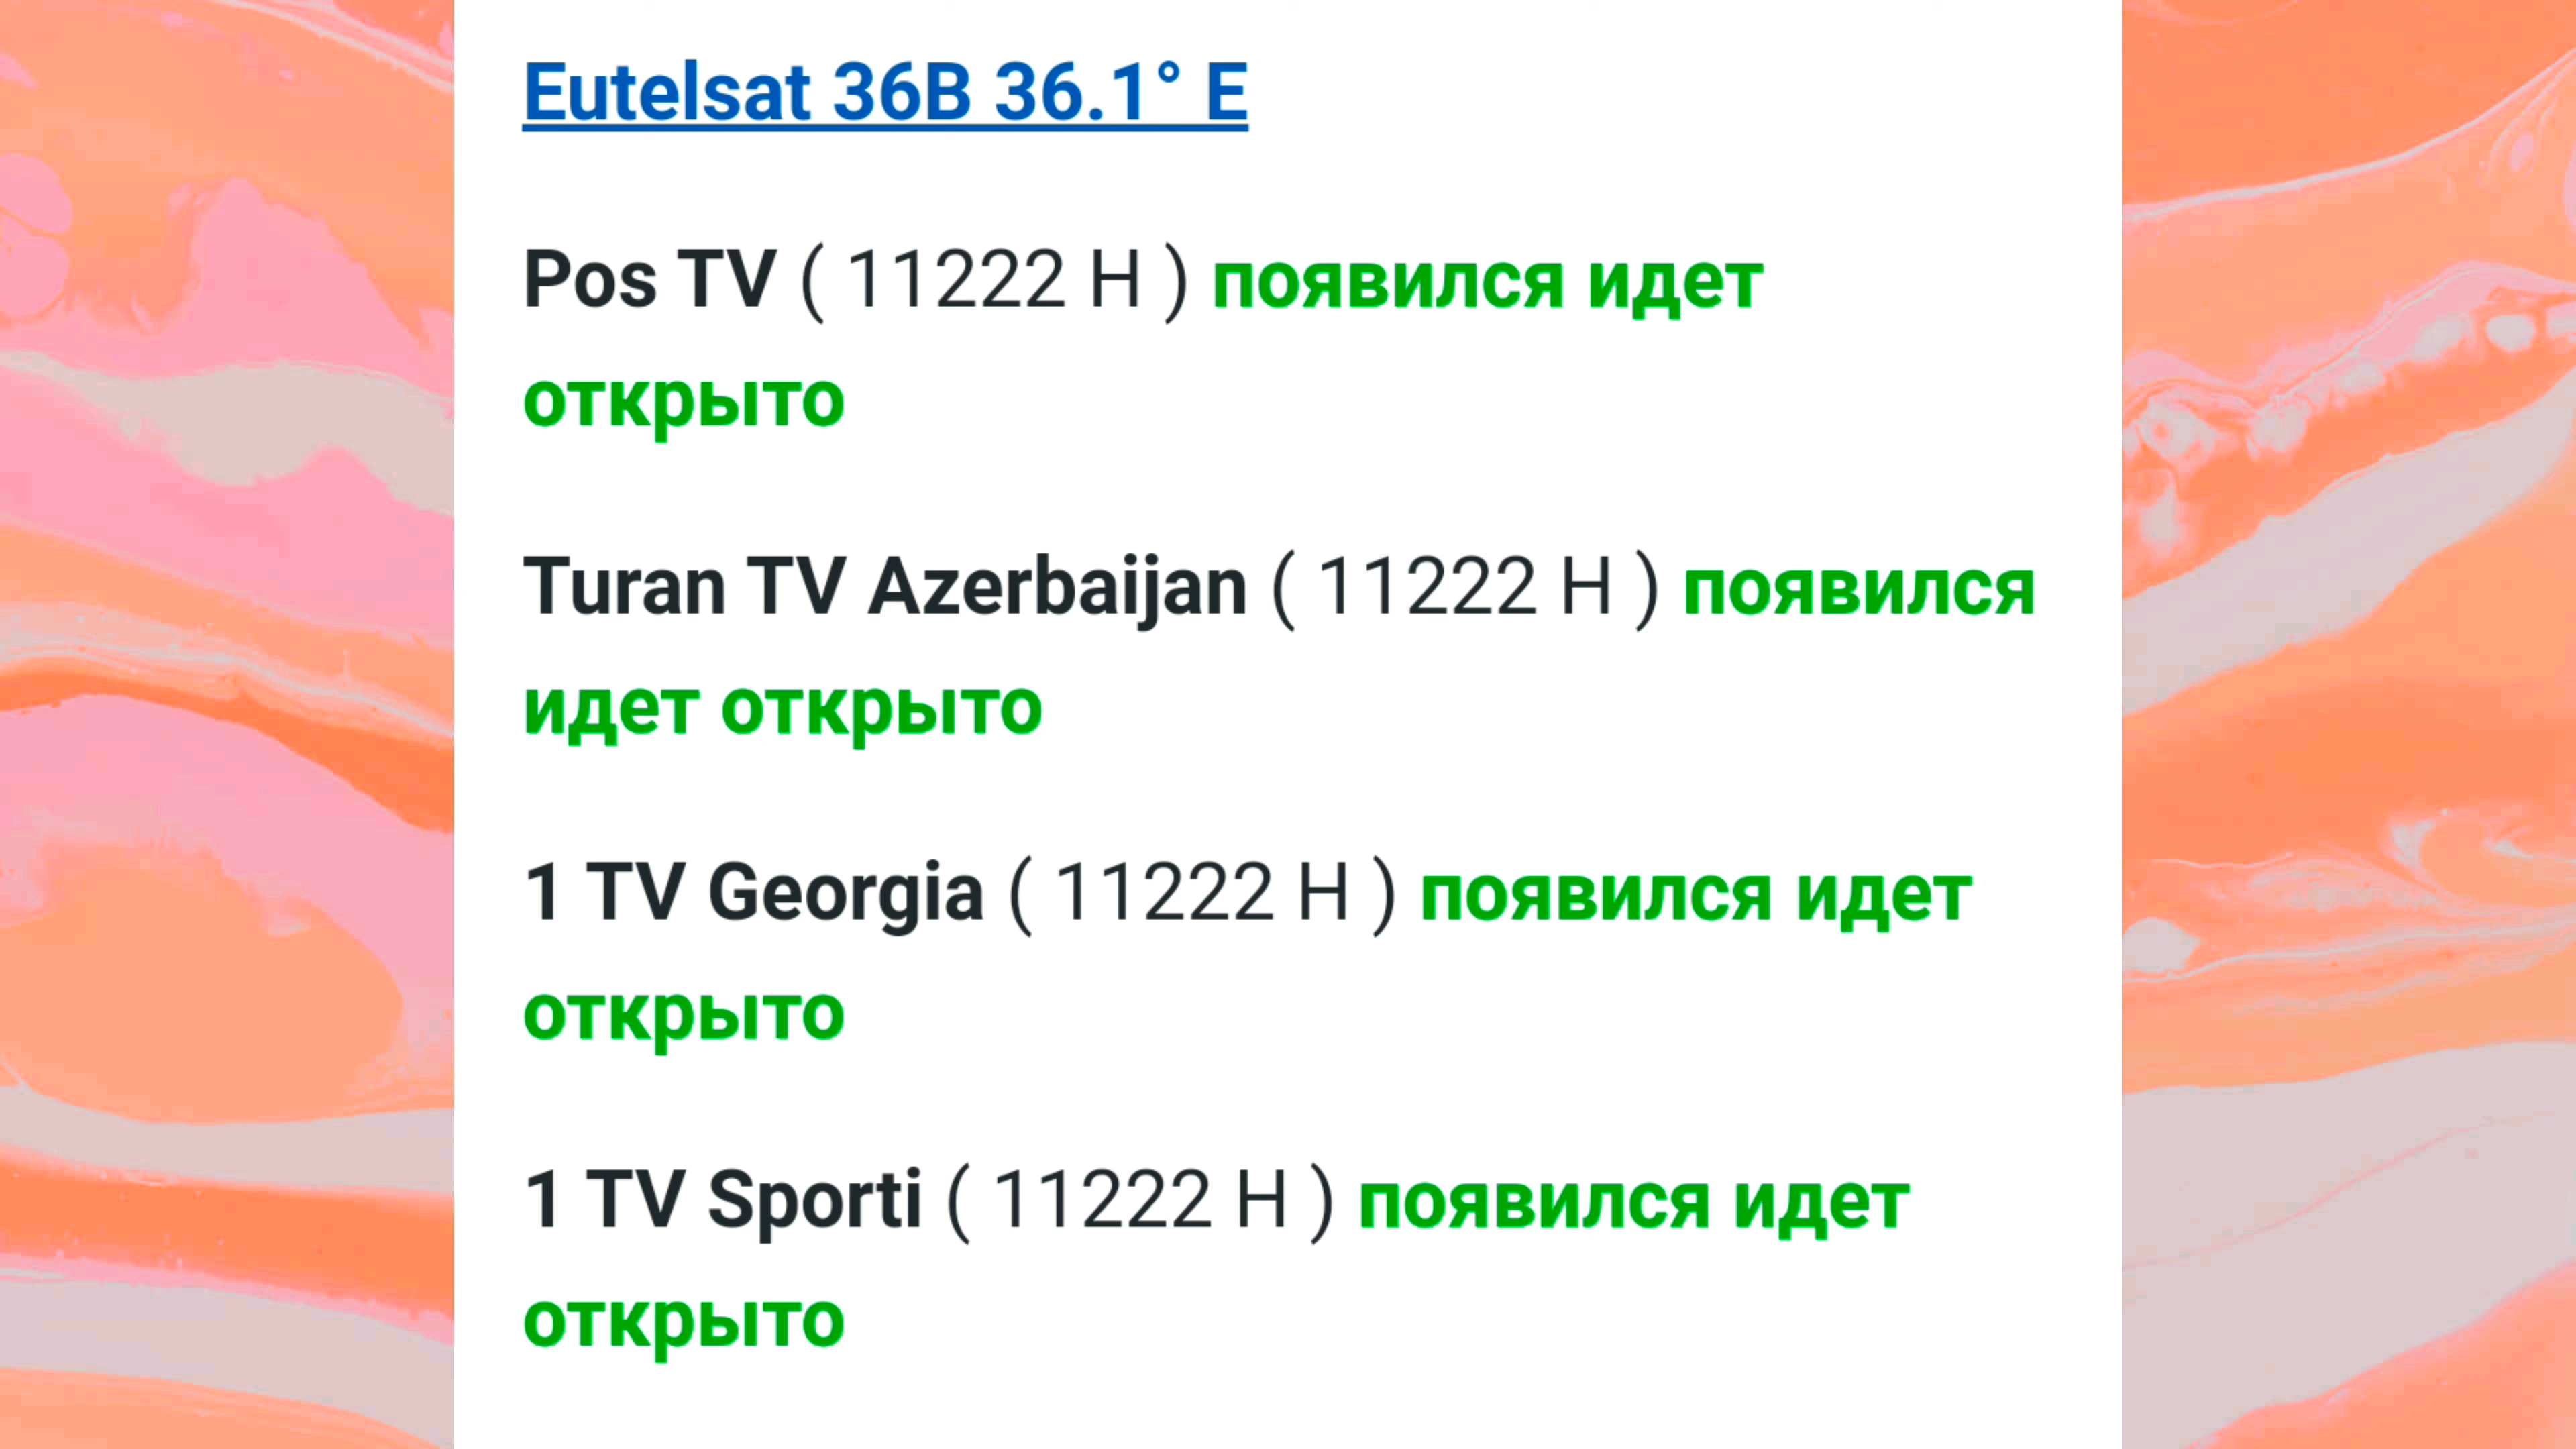 Eutelsat 36B 36.1° E
Pos TV ( 11222 H ) появился идет
открыто
Turan TV Azerbaijan ( 11222 H ) появился
идет открыто
1 TV Georgia ( 11222 H ) появился идет
открыто
1 TV Sporti ( 11222 H ) появился идет
открыто